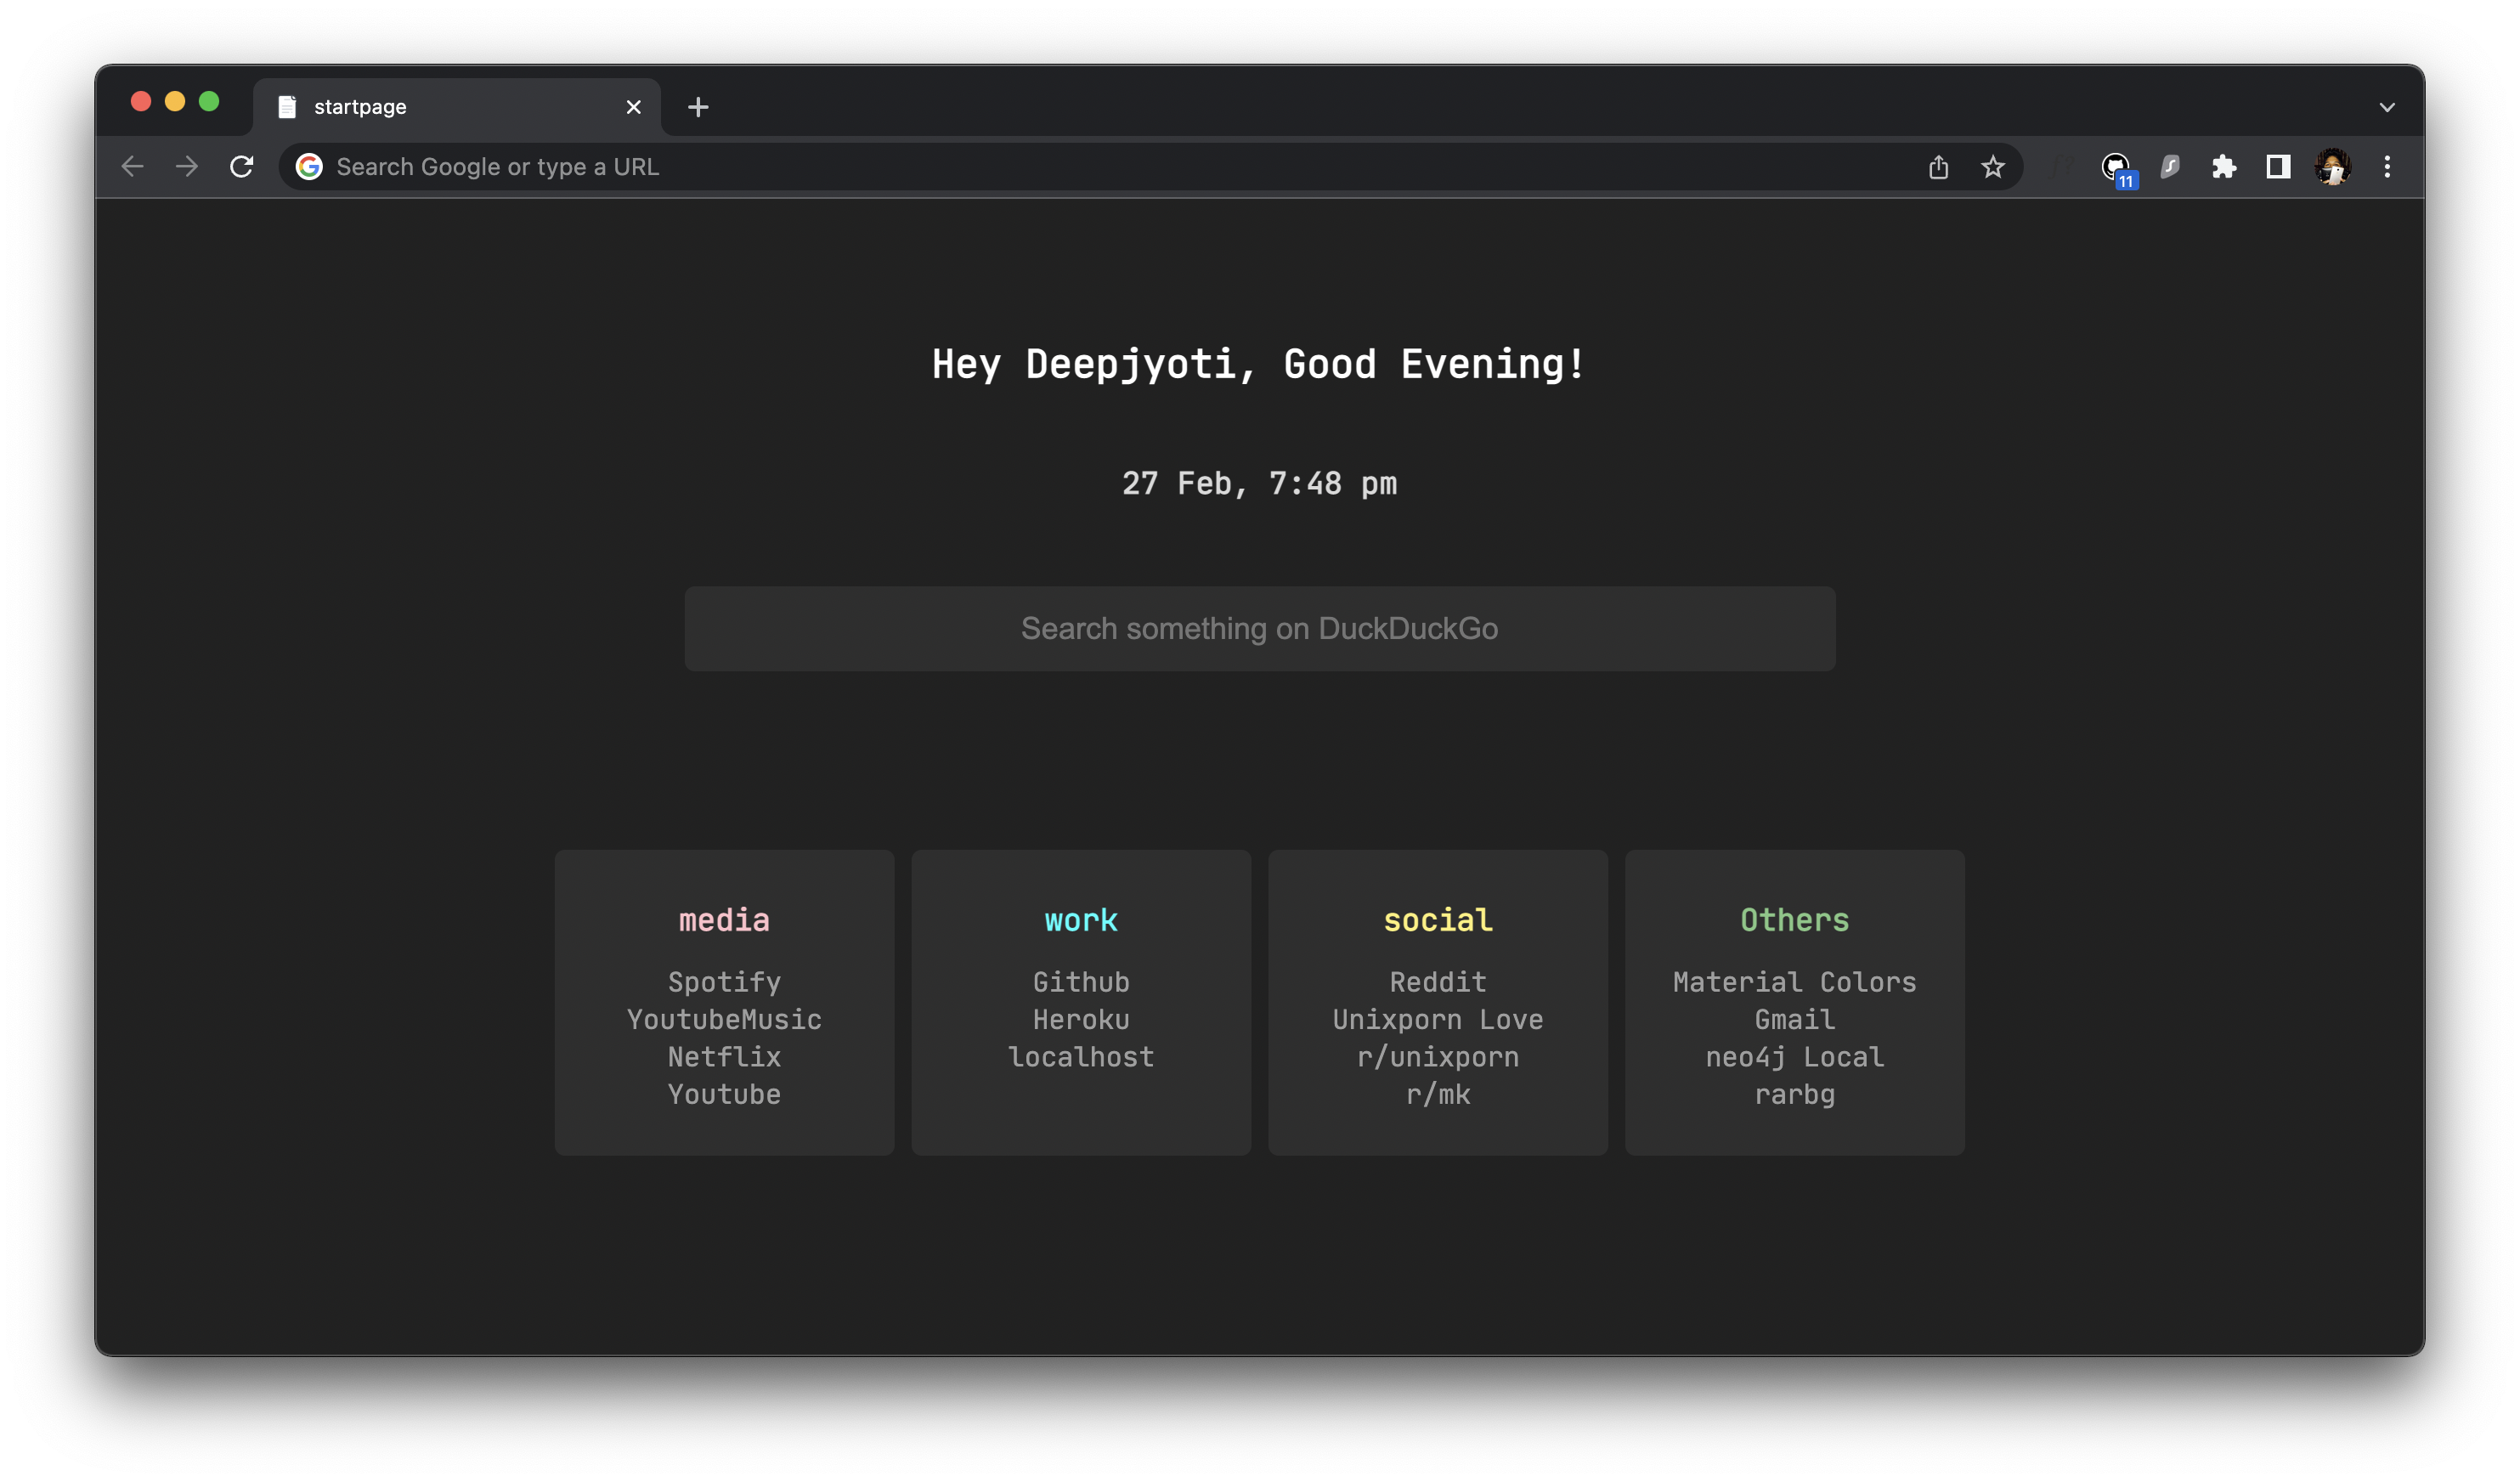 startpage
Search Google or type a URL
11
Hey Deepjyoti, Good Evening!
27 Feb, 7:48 pm
Search something on DuckDuckGo
media
Spotify
YoutubeMusic
Netflix
Youtube
work
Github
Heroku
localhost
social
Reddit
Unixporn Love
r/unixporn
r/mk
Others
Material Colors
Gmail
neo4j Local
rarbg